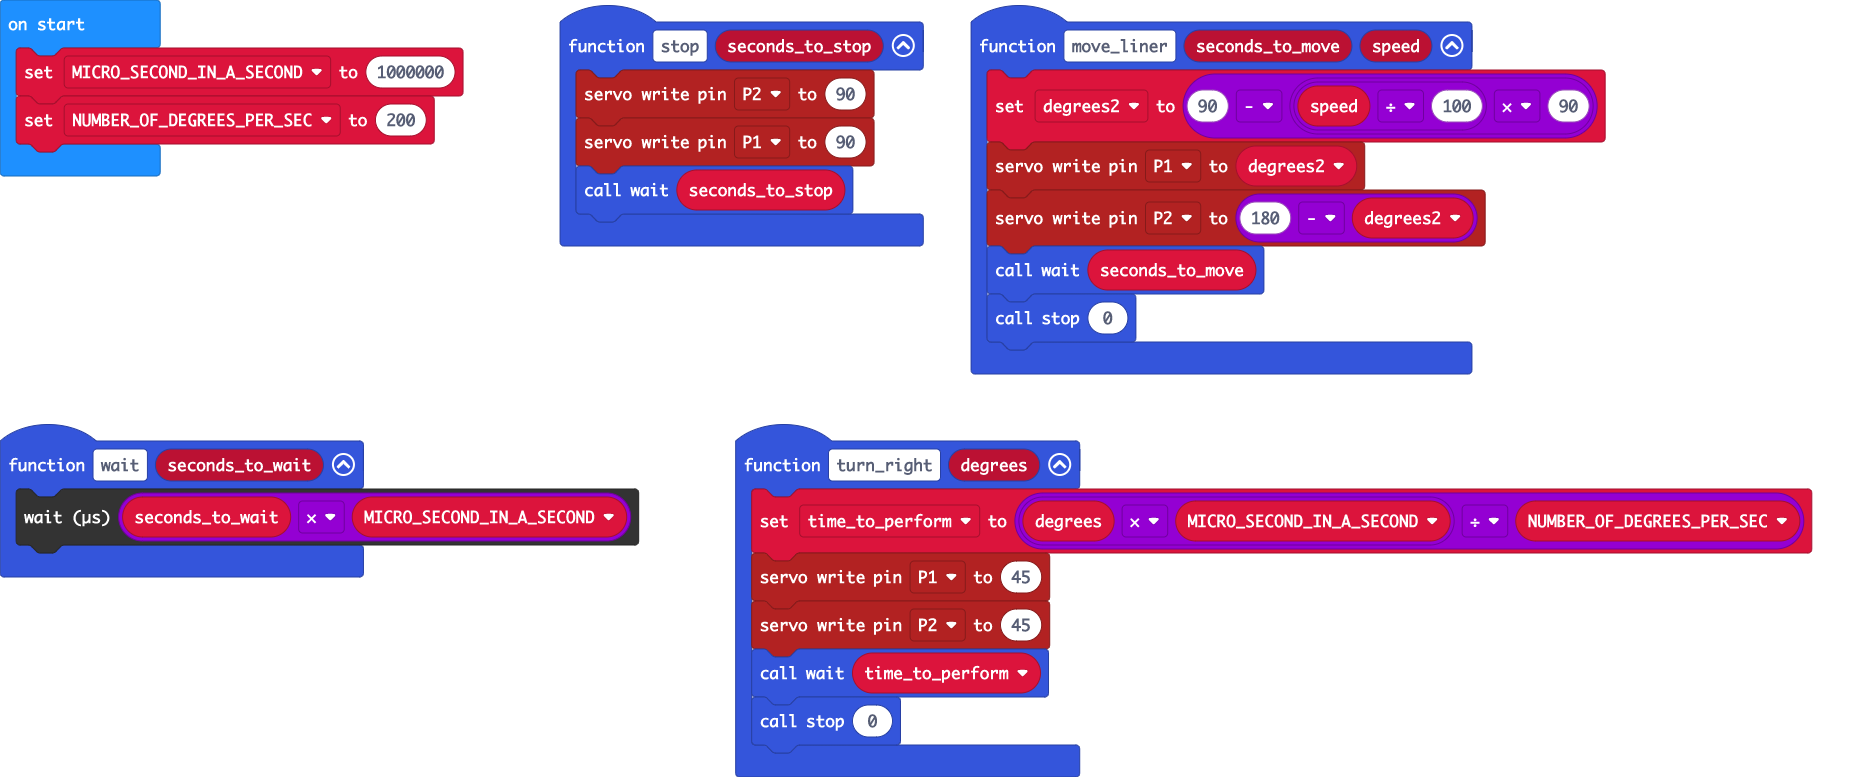 on start
set MICRO_SECOND_IN_A_SECOND to 1000000
set NUMBER_OF_DEGREES_PER_SEC to 200
function stop seconds_to_stop
servo write pin P2 to 90
servo write pin P1 to 90
call wait seconds_to_stop
function move_liner seconds_to_move speed
set degrees2 to 90 - speed ÷ 100 × 90
servo write pin P1 to degrees2
servo write pin P2 to 180 - degrees2
call wait seconds_to_move
call stop 0
function wait seconds_to_wait
wait (µs) seconds_to_wait × MICRO_SECOND_IN_A_SECOND
function turn_right degrees
set time_to_perform to degrees × MICRO_SECOND_IN_A_SECOND ÷ NUMBER_OF_DEGREES_PER_SEC
servo write pin P1 to 45
servo write pin P2 to 45
call wait time_to_perform
call stop 0